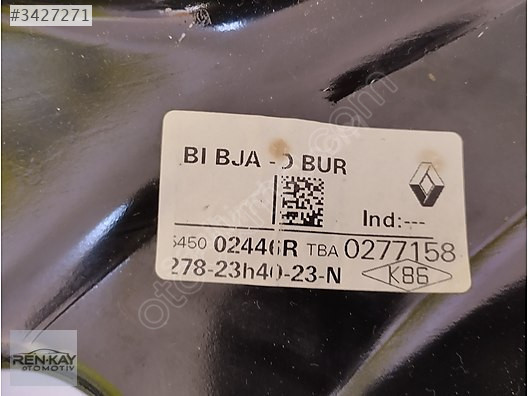 #3427271
BI BJA -D BUR
Ind:---
5450 02446R TBA 0277158
278-23h40-23-N
K86
REN-KAY
OTOMOTİV